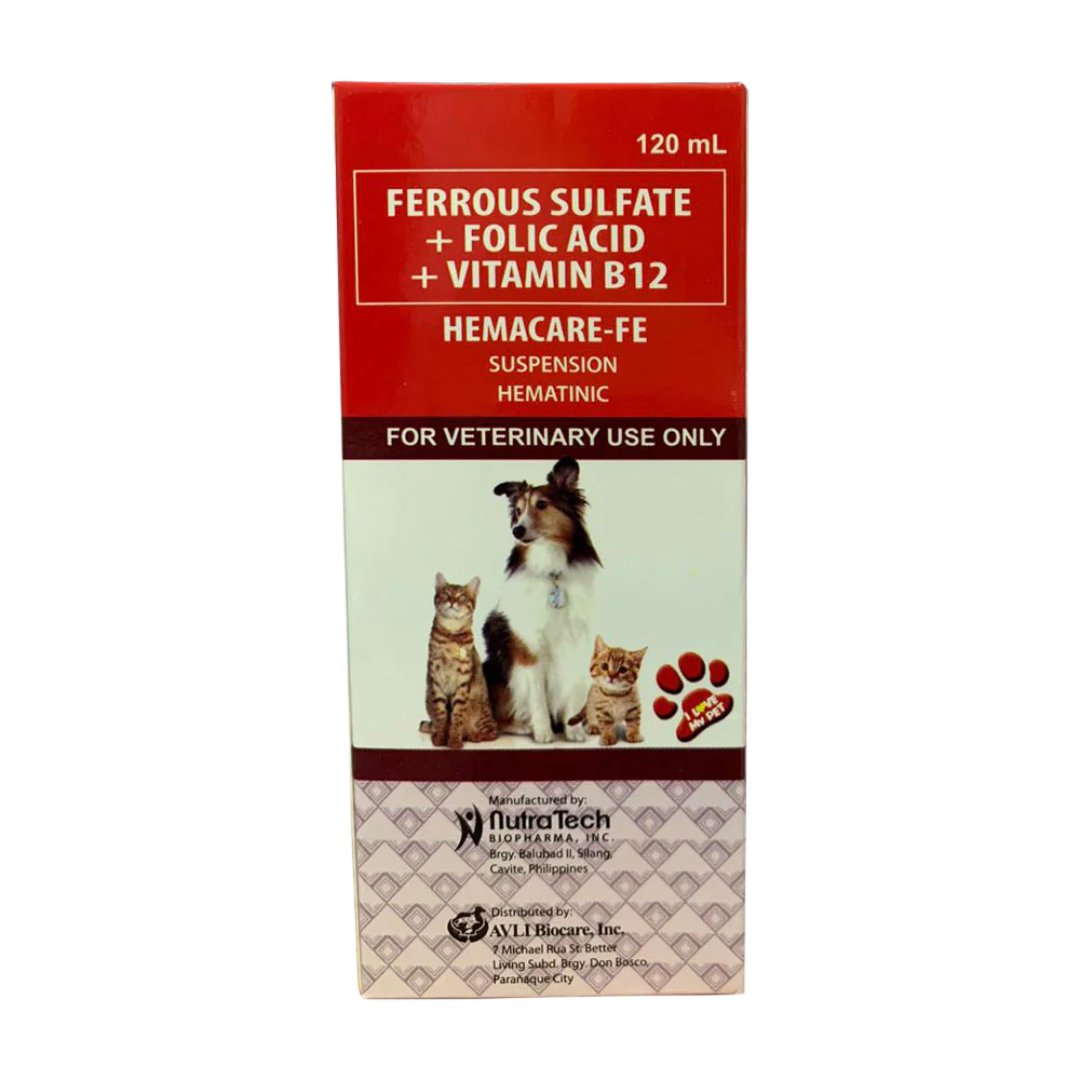 120 mL
FERROUS SULFATE
+ FOLIC ACID
+ VITAMIN B12
HEMACARE-FE
SUSPENSION
HEMATINIC
FOR VETERINARY USE ONLY
I LOVE
MY PET
Manufactured by:
NutraTech
BIOPHARMA, INC.
Brgy. Balubad II, Silang,
Cavite, Philippines
Distributed by:
AVLI Biocare, Inc.
7 Michael Rua St. Better
Living Subd. Brgy. Don Bosco,
Parañaque City